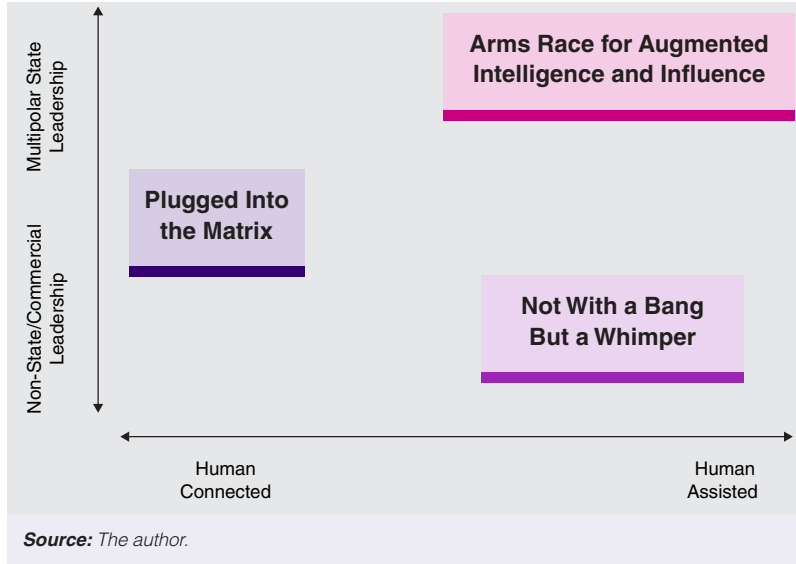 Multipolar State
Leadership
Non-State/Commercial
Leadership
Arms Race for Augmented
Intelligence and Influence
Plugged Into
the Matrix
Not With a Bang
But a Whimper
Human
Connected
Human
Assisted
Source: The author.